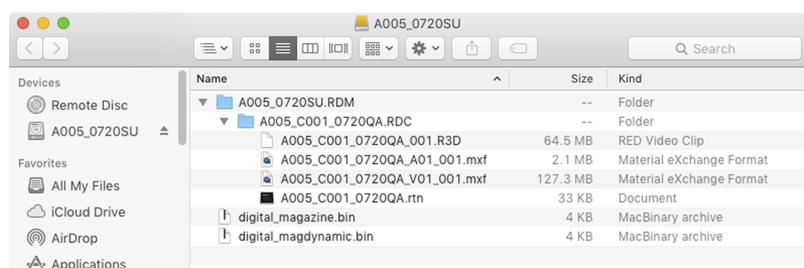 A005_0720SU
Search
Name Size Kind
Devices
Remote Disc
A005_0720SU
Favorites
All My Files
iCloud Drive
AirDrop
Applications
A005_0720SU.RDM -- Folder
A005_C001_0720QA.RDC -- Folder
A005_C001_0720QA_001.R3D 64.5 MB RED Video Clip
A005_C001_0720QA_A01_001.mxf 2.1 MB Material eXchange Format
A005_C001_0720QA_V01_001.mxf 127.3 MB Material eXchange Format
A005_C001_0720QA.rtn 33 KB Document
digital_magazine.bin 4 KB MacBinary archive
digital_magdynamic.bin 4 KB MacBinary archive